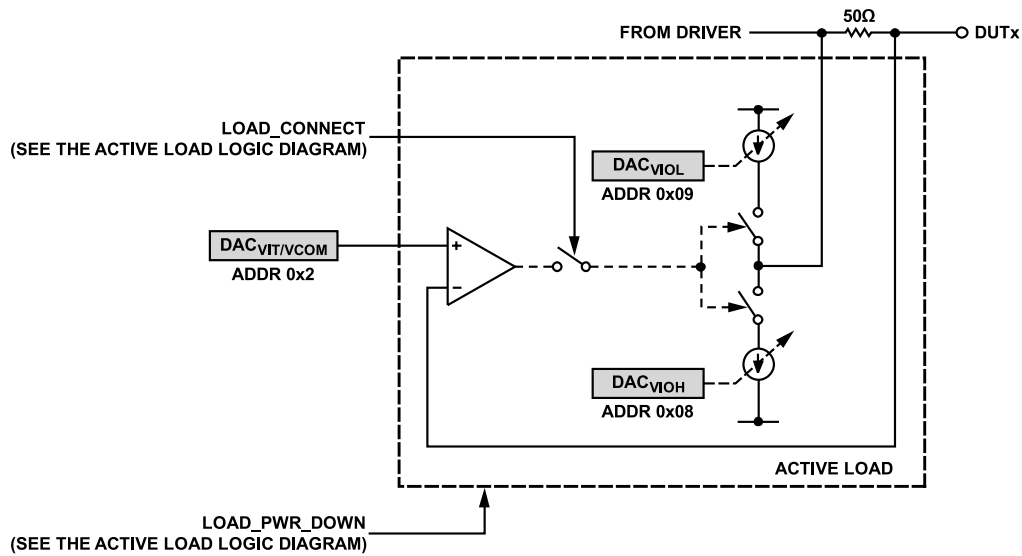 50Ω
FROM DRIVER
DUTx
LOAD_CONNECT
(SEE THE ACTIVE LOAD LOGIC DIAGRAM)
DACVIOL
ADDR 0x09
DACVIT/VCOM
ADDR 0x2
+
−
DACVIOH
ADDR 0x08
ACTIVE LOAD
LOAD_PWR_DOWN
(SEE THE ACTIVE LOAD LOGIC DIAGRAM)